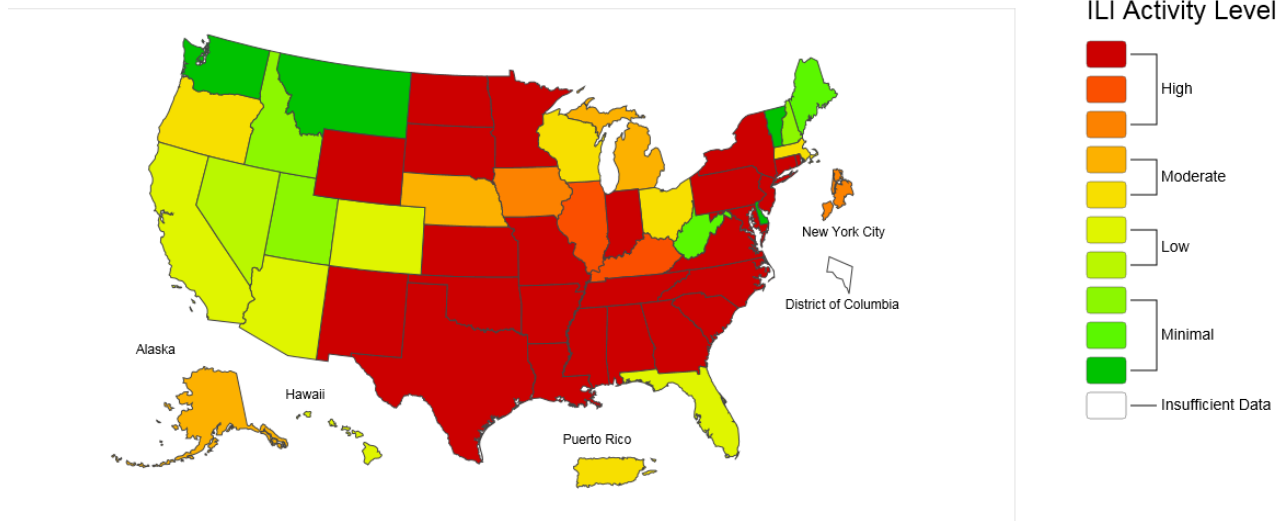 ILI Activity Level
High
Moderate
New York City
Low
District of Columbia
Minimal
Alaska
Hawaii
Insufficient Data
Puerto Rico